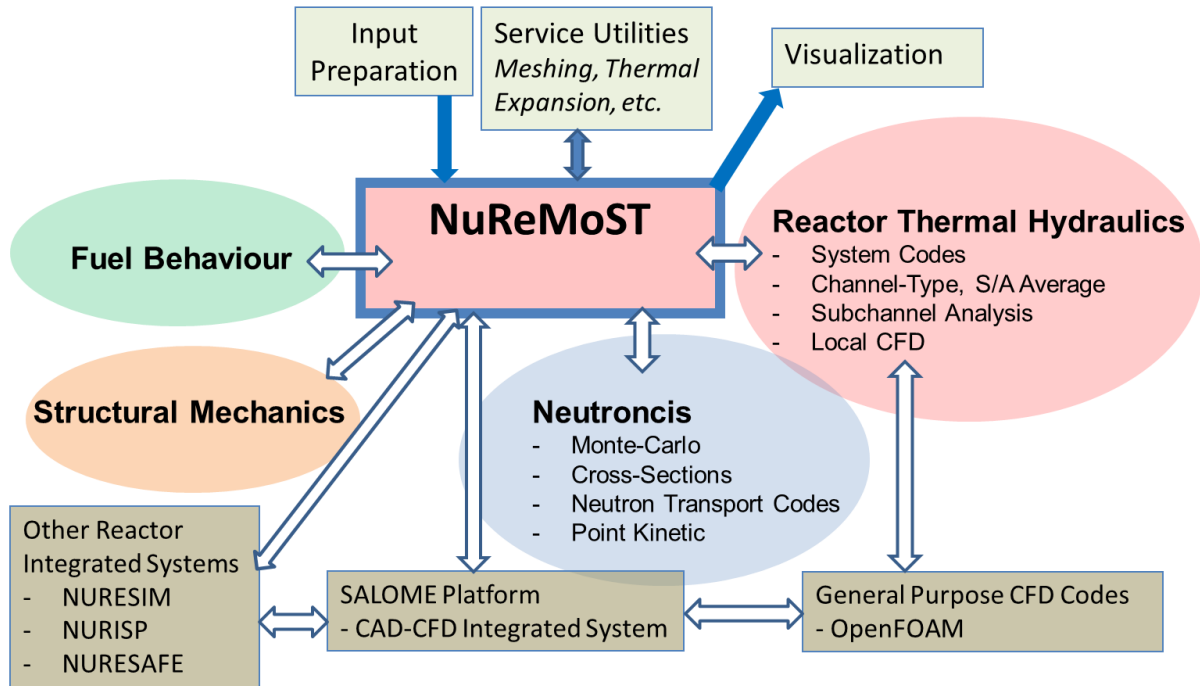 Input
Preparation
Service Utilities
Meshing, Thermal
Expansion, etc.
Visualization
NuReMoST
Fuel Behaviour
Reactor Thermal Hydraulics
- System Codes
- Channel-Type, S/A Average
- Subchannel Analysis
- Local CFD
Structural Mechanics
Neutroncis
- Monte-Carlo
- Cross-Sections
- Neutron Transport Codes
- Point Kinetic
Other Reactor
Integrated Systems
- NURESIM
- NURISP
- NURESAFE
SALOME Platform
- CAD-CFD Integrated System
General Purpose CFD Codes
- OpenFOAM